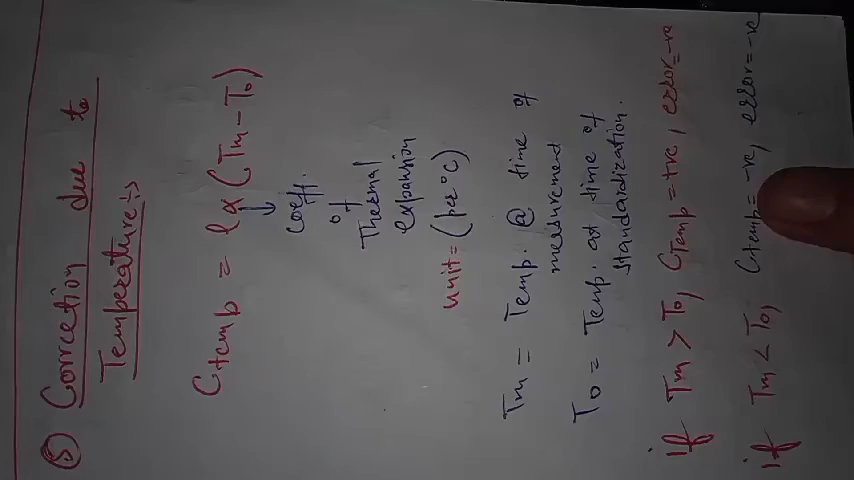 ⑤ Correction due to
Temperature :-
Ctemp = lα (Tm - To)
↓
coeff.
of
Thermal
expansion
unit = (per °C)
Tm = Temp. @ time of
measurement
To = Temp. at time of
standardization.
if Tm > To, CTemp = +ve, error = -ve
if Tm < To, Ctemp = -ve, error = -ve